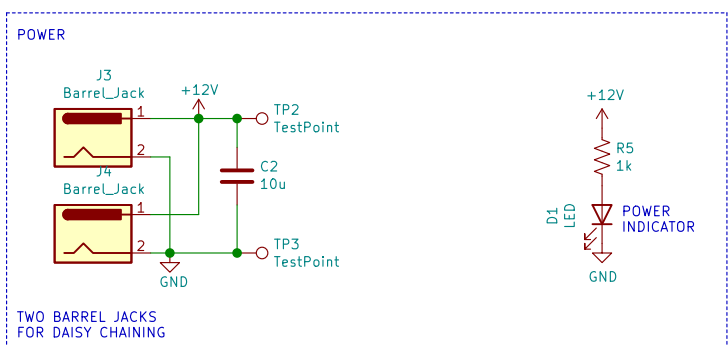 POWER
J3
Barrel_Jack
1
2
+12V
TP2
TestPoint
C2
10u
J4
Barrel_Jack
1
2
TP3
TestPoint
GND
TWO BARREL JACKS
FOR DAISY CHAINING
+12V
R5
1k
D1
LED
POWER
INDICATOR
GND